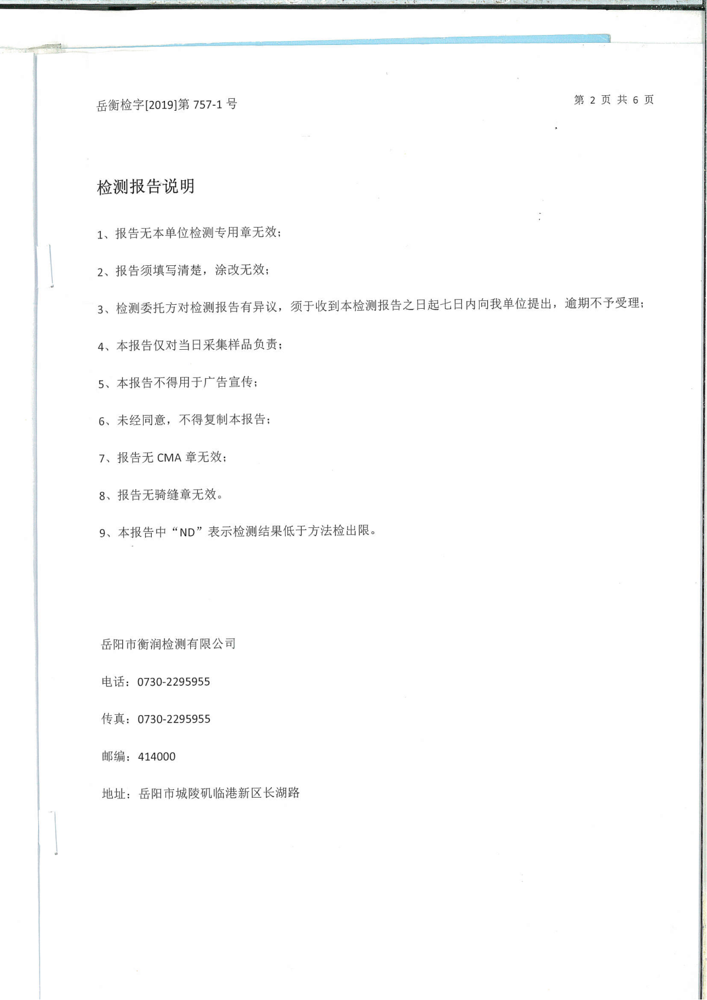 岳衡检字[2019]第 757-1 号
第 2 页 共 6 页
检测报告说明
1、报告无本单位检测专用章无效；
2、报告须填写清楚，涂改无效；
3、检测委托方对检测报告有异议，须于收到本检测报告之日起七日内向我单位提出，逾期不予受理；
4、本报告仅对当日采集样品负责；
5、本报告不得用于广告宣传；
6、未经同意，不得复制本报告；
7、报告无 CMA 章无效；
8、报告无骑缝章无效。
9、本报告中“ND”表示检测结果低于方法检出限。
岳阳市衡润检测有限公司
电话：0730-2295955
传真：0730-2295955
邮编：414000
地址：岳阳市城陵矶临港新区长湖路